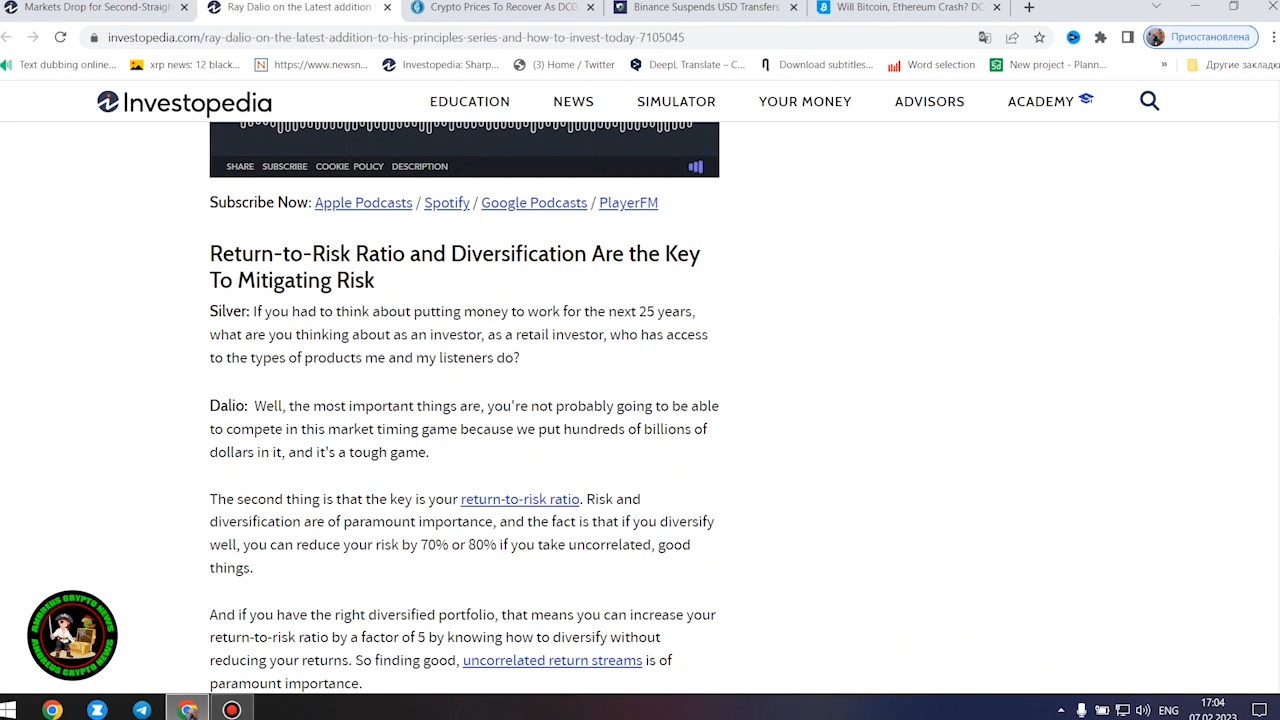 Markets Drop for Second-Straigh
Ray Dalio on the Latest addition
Crypto Prices To Recover As DCG
Binance Suspends USD Transfers
Will Bitcoin, Ethereum Crash? DC
investopedia.com/ray-dalio-on-the-latest-addition-to-his-principles-series-and-how-to-invest-today-7105045
Приостановлена
Text dubbing online...
xrp news: 12 black...
https://www.newsn...
Investopedia: Sharp...
(3) Home / Twitter
DeepL Translate – C...
Download subtitles...
Word selection
New project - Plann...
»
Другие закладки
Investopedia
EDUCATION
NEWS
SIMULATOR
YOUR MONEY
ADVISORS
ACADEMY
SHARE SUBSCRIBE COOKIE POLICY DESCRIPTION
Subscribe Now: Apple Podcasts / Spotify / Google Podcasts / PlayerFM
Return-to-Risk Ratio and Diversification Are the Key
To Mitigating Risk
Silver: If you had to think about putting money to work for the next 25 years,
what are you thinking about as an investor, as a retail investor, who has access
to the types of products me and my listeners do?
Dalio: Well, the most important things are, you're not probably going to be able
to compete in this market timing game because we put hundreds of billions of
dollars in it, and it's a tough game.
The second thing is that the key is your return-to-risk ratio. Risk and
diversification are of paramount importance, and the fact is that if you diversify
well, you can reduce your risk by 70% or 80% if you take uncorrelated, good
things.
And if you have the right diversified portfolio, that means you can increase your
return-to-risk ratio by a factor of 5 by knowing how to diversify without
reducing your returns. So finding good, uncorrelated return streams is of
paramount importance.
ANDREUS CRYPTO NEWS
ANDREUS CRYPTO NEWS
ENG
17:04
07.02.2023